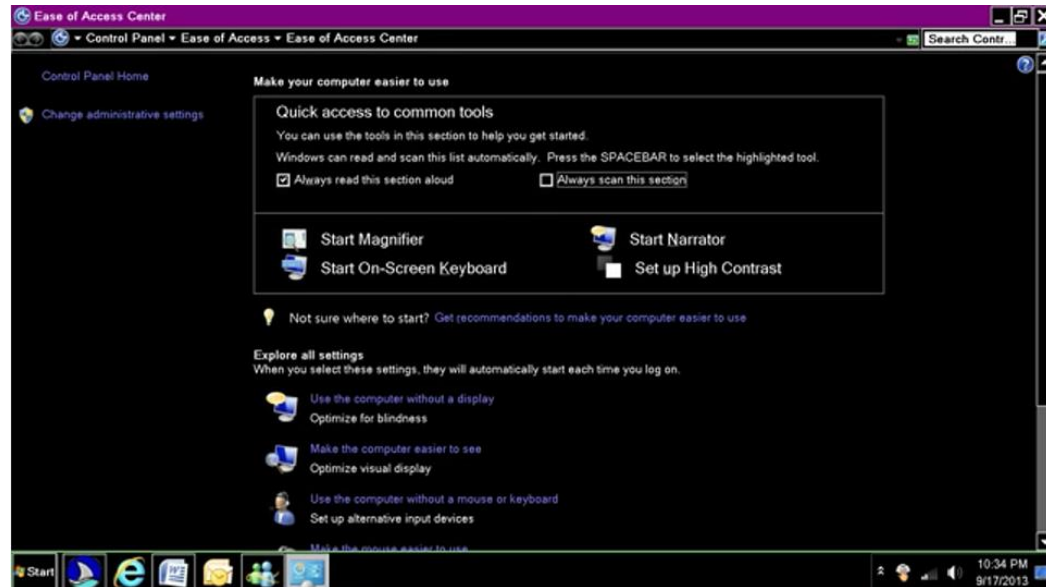 Ease of Access Center
Control Panel Ease of Access Ease of Access Center Search Contr...
Control Panel Home
Change administrative settings
Make your computer easier to use
Quick access to common tools
You can use the tools in this section to help you get started.
Windows can read and scan this list automatically. Press the SPACEBAR to select the highlighted tool.
Always read this section aloud Always scan this section
Start Magnifier Start Narrator
Start On-Screen Keyboard Set up High Contrast
Not sure where to start? Get recommendations to make your computer easier to use
Explore all settings
When you select these settings, they will automatically start each time you log on.
Use the computer without a display
Optimize for blindness
Make the computer easier to see
Optimize visual display
Use the computer without a mouse or keyboard
Set up alternative input devices
Make the mouse easier to use
Start 10:34 PM
9/17/2013